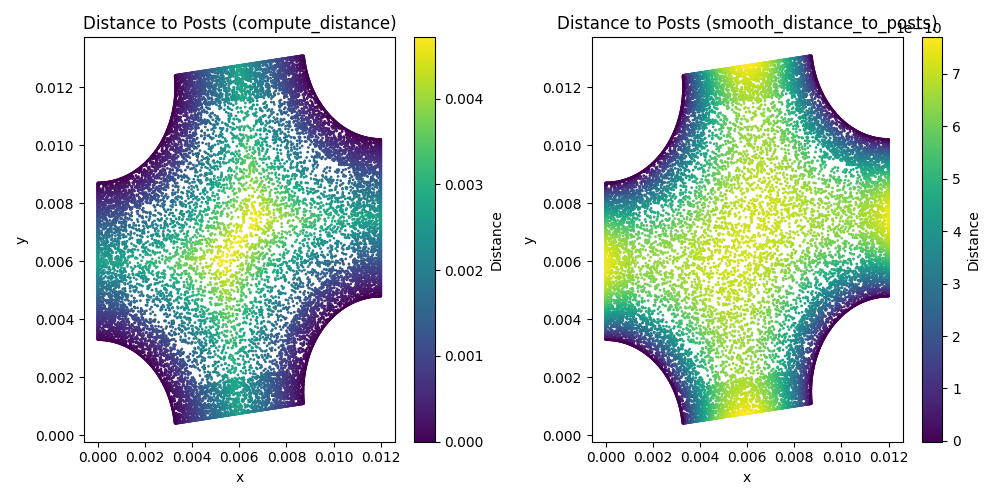 Distance to Posts (compute_distance)
0.012
0.010
0.008
0.006
0.004
0.002
0.000
y
0.000 0.002 0.004 0.006 0.008 0.010 0.012
x
0.004
0.003
0.002
0.001
0.000
Distance
Distance to Posts (smooth_distance_to_posts)
0.012
0.010
0.008
0.006
0.004
0.002
0.000
y
0.000 0.002 0.004 0.006 0.008 0.010 0.012
x
1e−10
7
6
5
4
3
2
1
0
Distance